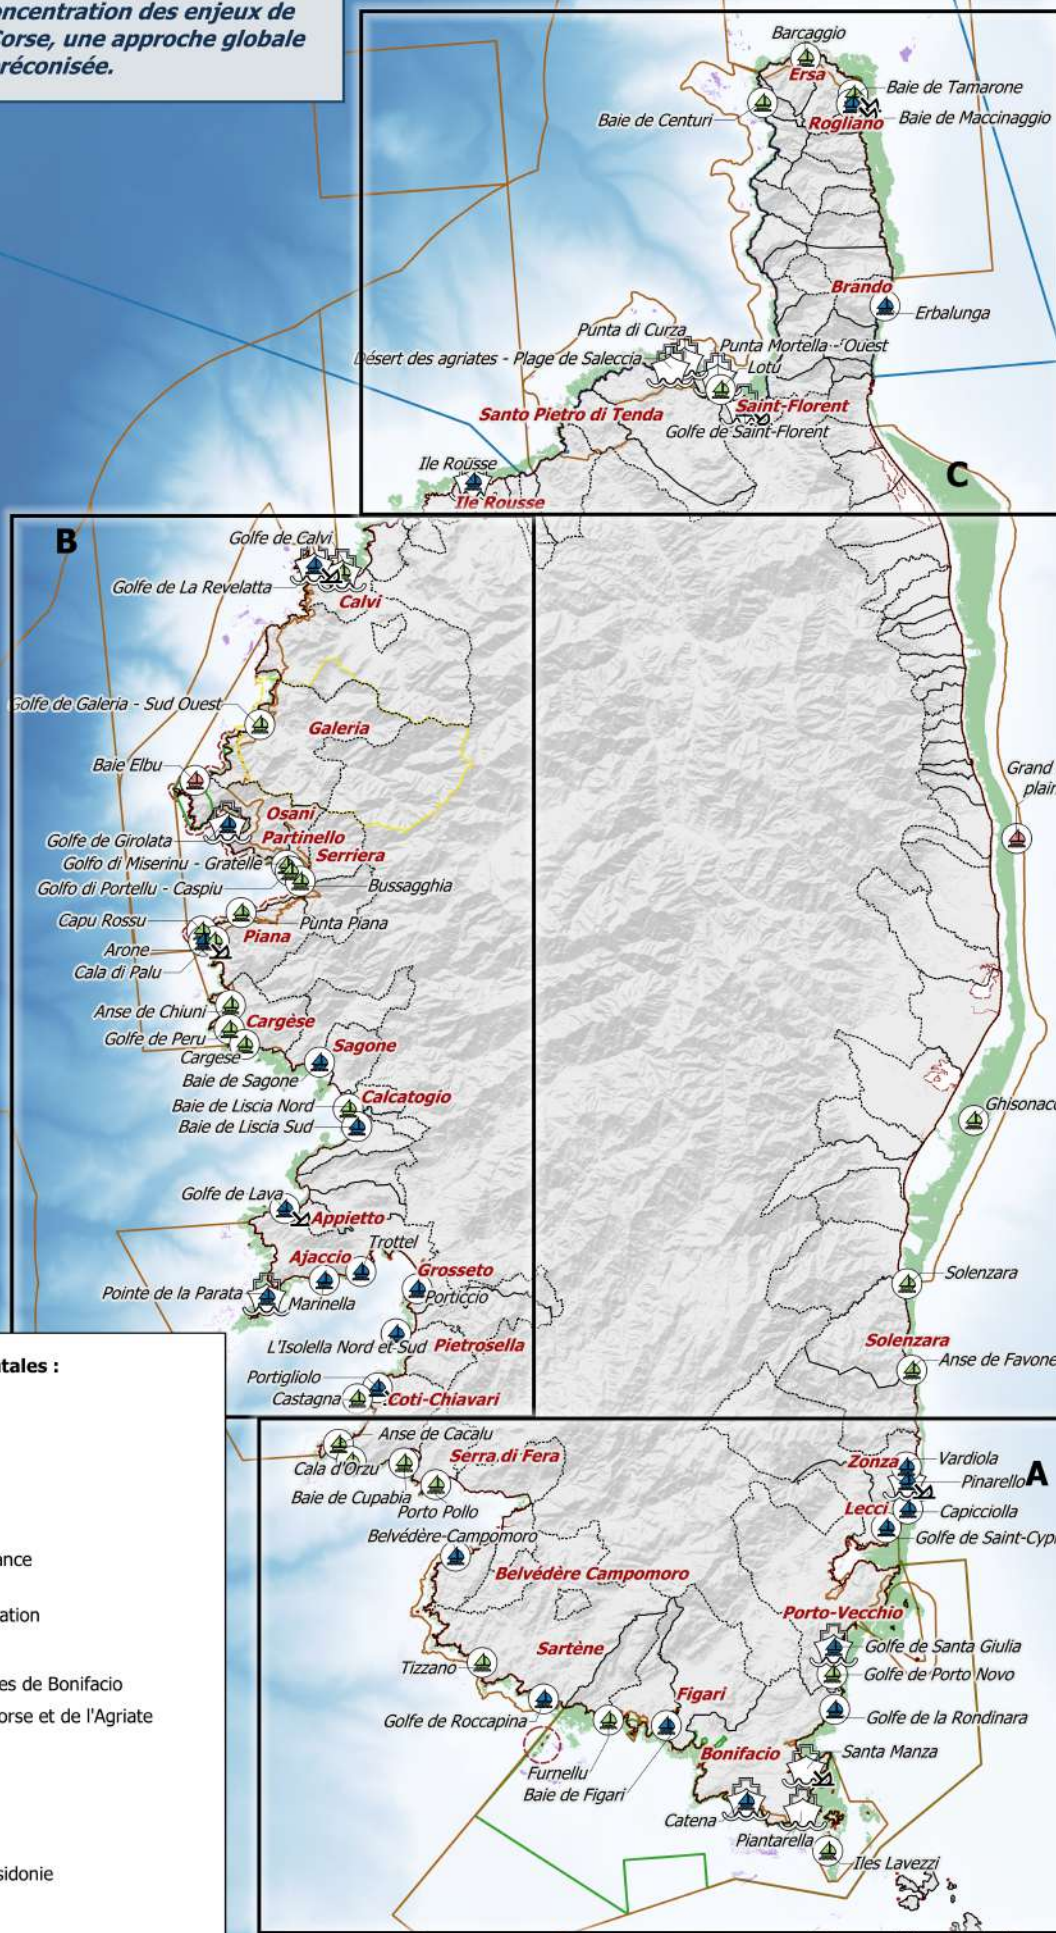 oncentration des enjeux de
Corse, une approche globale
réconisée.
Barcaggio
Ersa
Baie de Tamarone
Baie de Centuri
Rogliano
Baie de Maccinaggio
Brando
Erbalunga
Punta di Curza
Punta Mortella - Ouest
Désert des agriates - Plage de Saleccia
Lotu
Santo Pietro di Tenda
Saint-Florent
Golfe de Saint-Florent
Ile Rousse
Ile Rousse
C
B
Golfe de Calvi
Golfe de La Revelatta
Calvi
Golfe de Galeria - Sud Ouest
Galeria
Baie Elbu
Grand
plain
Osani
Golfe de Girolata
Partinello
Golfo di Miserinu - Gratelle
Serriera
Golfo di Portellu - Caspiu
Bussagghia
Capu Rossu
Punta Piana
Arone
Piana
Cala di Palu
Anse de Chiuni
Cargèse
Golfe de Peru
Cargese
Sagone
Baie de Sagone
Calcatogio
Baie de Liscia Nord
Baie de Liscia Sud
Ghisonac
Golfe de Lava
Appietto
Trottel
Ajaccio
Grosseto
Pointe de la Parata
Marinella
Porticcio
Solenzara
L'Isolella Nord et Sud
Pietrosella
Solenzara
Anse de Favone
Portigliolo
Castagna
Coti-Chiavari
tales :
Anse de Cacalu
Cala d'Orzu
Serra di Fera
Baie de Cupabia
Porto Pollo
Zonza
Vardiola
Pinarello
A
Lecci
Capicciolla
Golfe de Saint-Cyp
Belvédère-Campomoro
Belvédère Campomoro
ance
ation
Porto-Vecchio
Sartène
Golfe de Santa Giulia
Tizzano
Golfe de Porto Novo
es de Bonifacio
orse et de l'Agriate
Figari
Golfe de Roccapina
Golfe de la Rondinara
Furnellu
Bonifacio
Santa Manza
Baie de Figari
Catena
Piantarella
Iles Lavezzi
sidonie